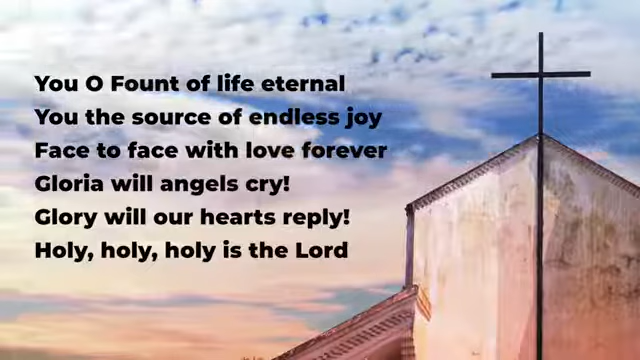 You O Fount of life eternal
You the source of endless joy
Face to face with love forever
Gloria will angels cry!
Glory will our hearts reply!
Holy, holy, holy is the Lord